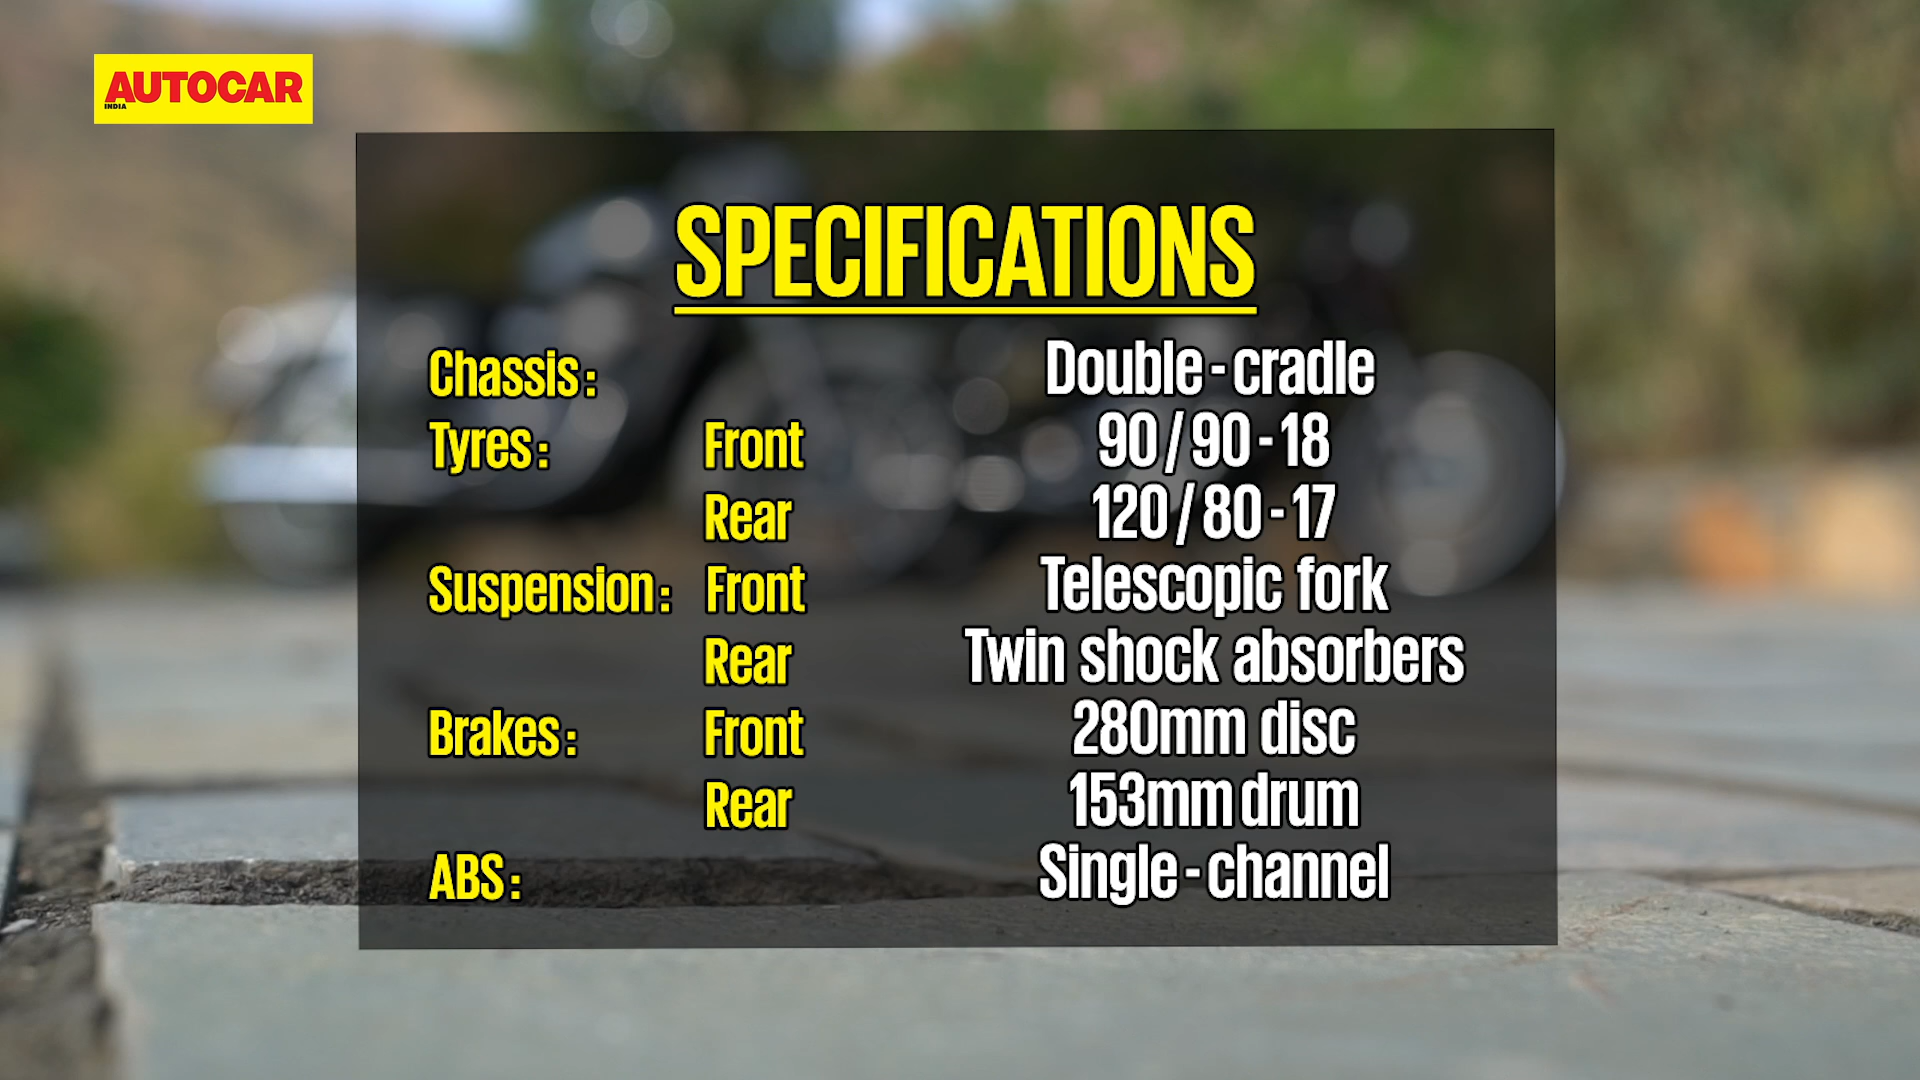 AUTOCAR
INDIA
SPECIFICATIONS
Chassis: Double-cradle
Tyres: Front 90/90-18
Rear 120/80-17
Suspension: Front Telescopic fork
Rear Twin shock absorbers
Brakes: Front 280mm disc
Rear 153mm drum
ABS: Single-channel